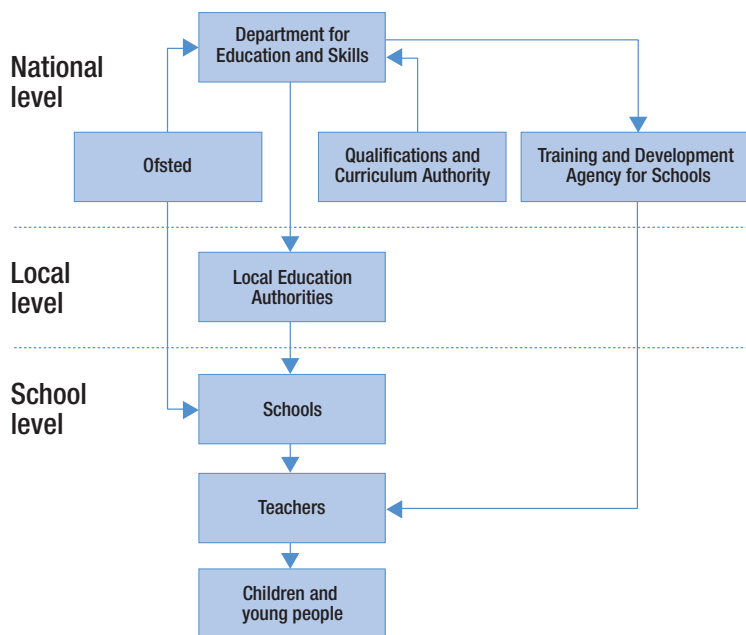 Department for
Education and Skills
National
level
Ofsted
Qualifications and
Curriculum Authority
Training and Development
Agency for Schools
Local
level
Local Education
Authorities
School
level
Schools
Teachers
Children and
young people